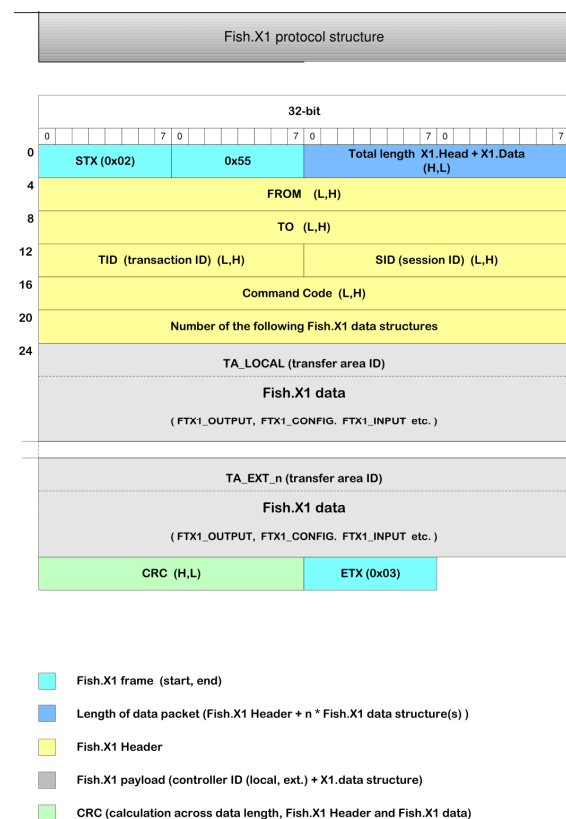 Fish.X1 protocol structure
32-bit
0 7 0 7 0 7 0 7
0 STX (0x02) 0x55 Total length X1.Head + X1.Data
(H,L)
4 FROM (L,H)
8 TO (L,H)
12 TID (transaction ID) (L,H) SID (session ID) (L,H)
16 Command Code (L,H)
20 Number of the following Fish.X1 data structures
24 TA_LOCAL (transfer area ID)
Fish.X1 data
( FTX1_OUTPUT, FTX1_CONFIG. FTX1_INPUT etc. )
TA_EXT_n (transfer area ID)
Fish.X1 data
( FTX1_OUTPUT, FTX1_CONFIG. FTX1_INPUT etc. )
CRC (H,L) ETX (0x03)
Fish.X1 frame (start, end)
Length of data packet (Fish.X1 Header + n * Fish.X1 data structure(s) )
Fish.X1 Header
Fish.X1 payload (controller ID (local, ext.) + X1.data structure)
CRC (calculation across data length, Fish.X1 Header and Fish.X1 data)